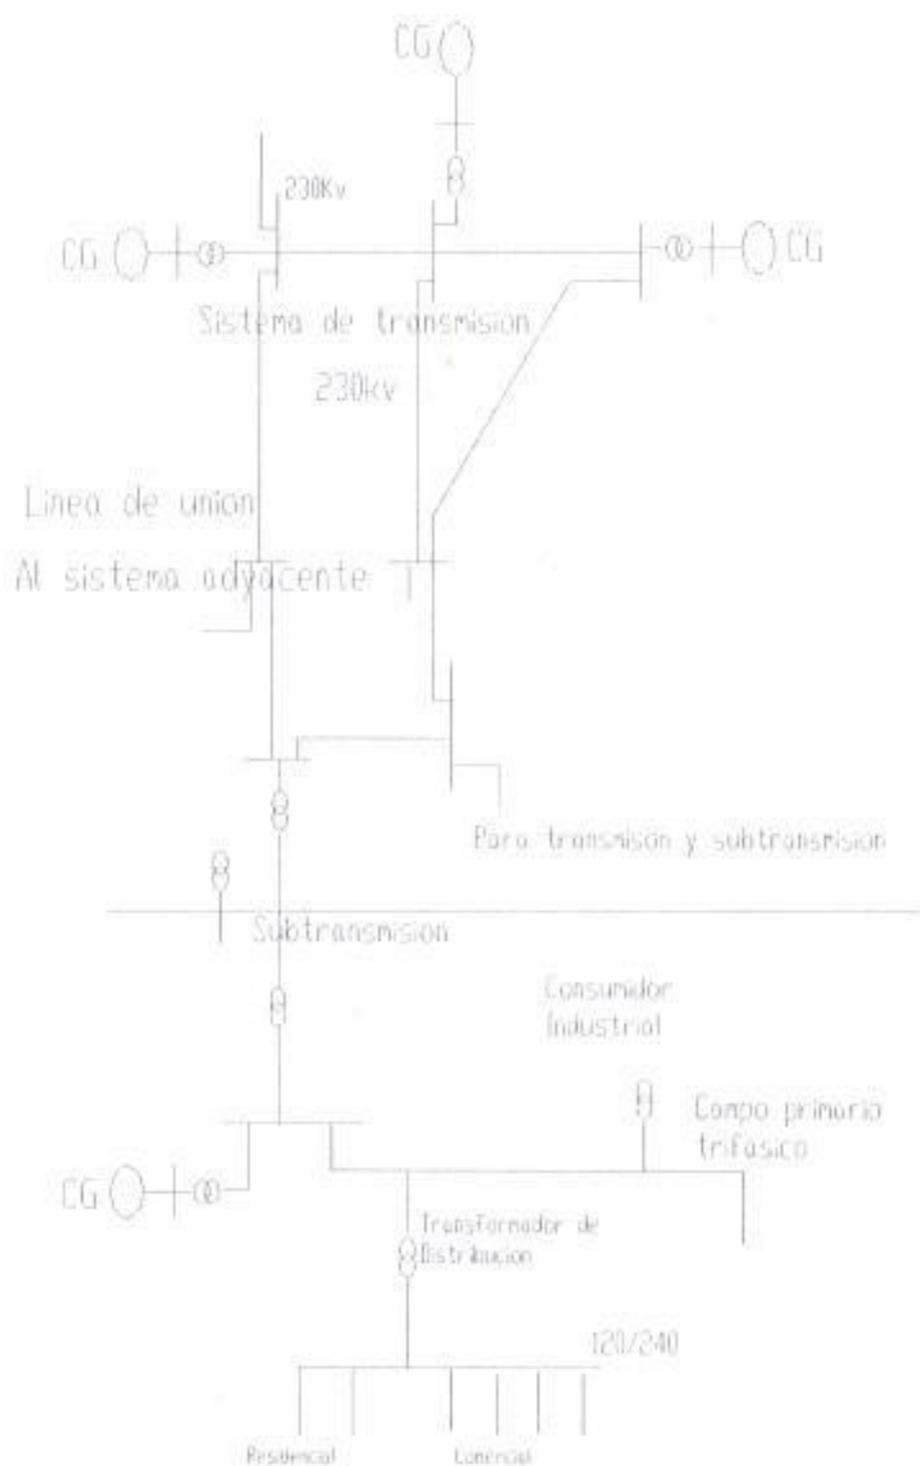 CG
230Kv
CG
CG
Sistema de transmision
230kv
Linea de union
Al sistema adyacente
Para transmison y subtransmision
Subtransmision
Consumidor
Industrial
Campo primario
trifasico
CG
Transformador de
Distribucion
120/240
Residencial
Comercial